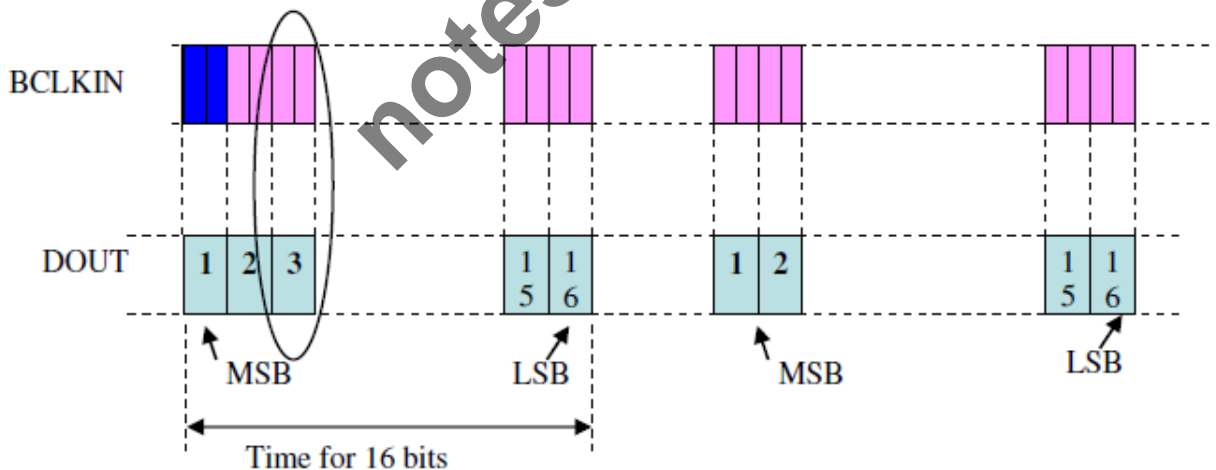 notes
BCLKIN
DOUT
1 2 3
1 1
5 6
1 2
1 1
5 6
MSB
LSB
MSB
LSB
Time for 16 bits